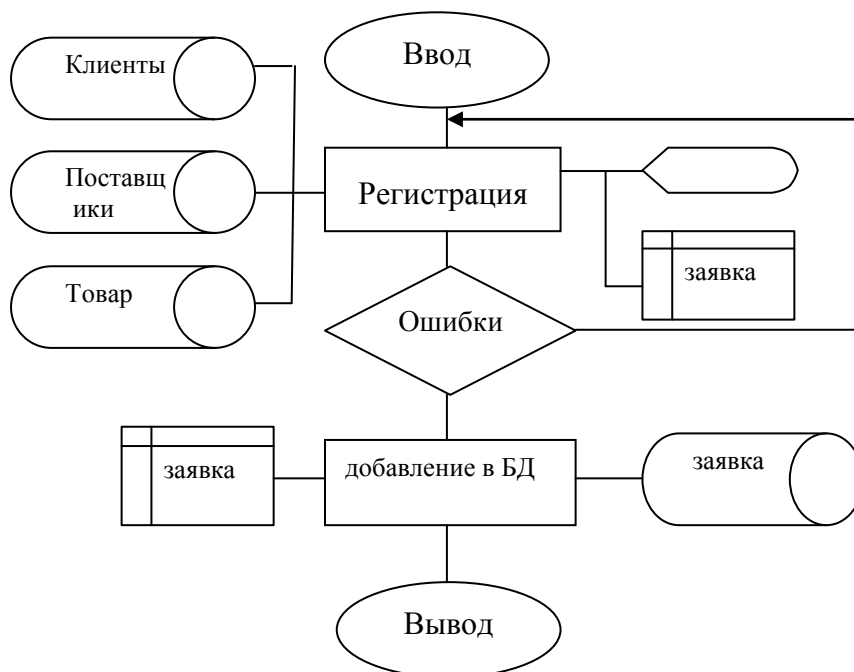 Ввод
Клиенты
Поставщ
ики
Регистрация
заявка
Товар
Ошибки
заявка
добавление в БД
заявка
Вывод